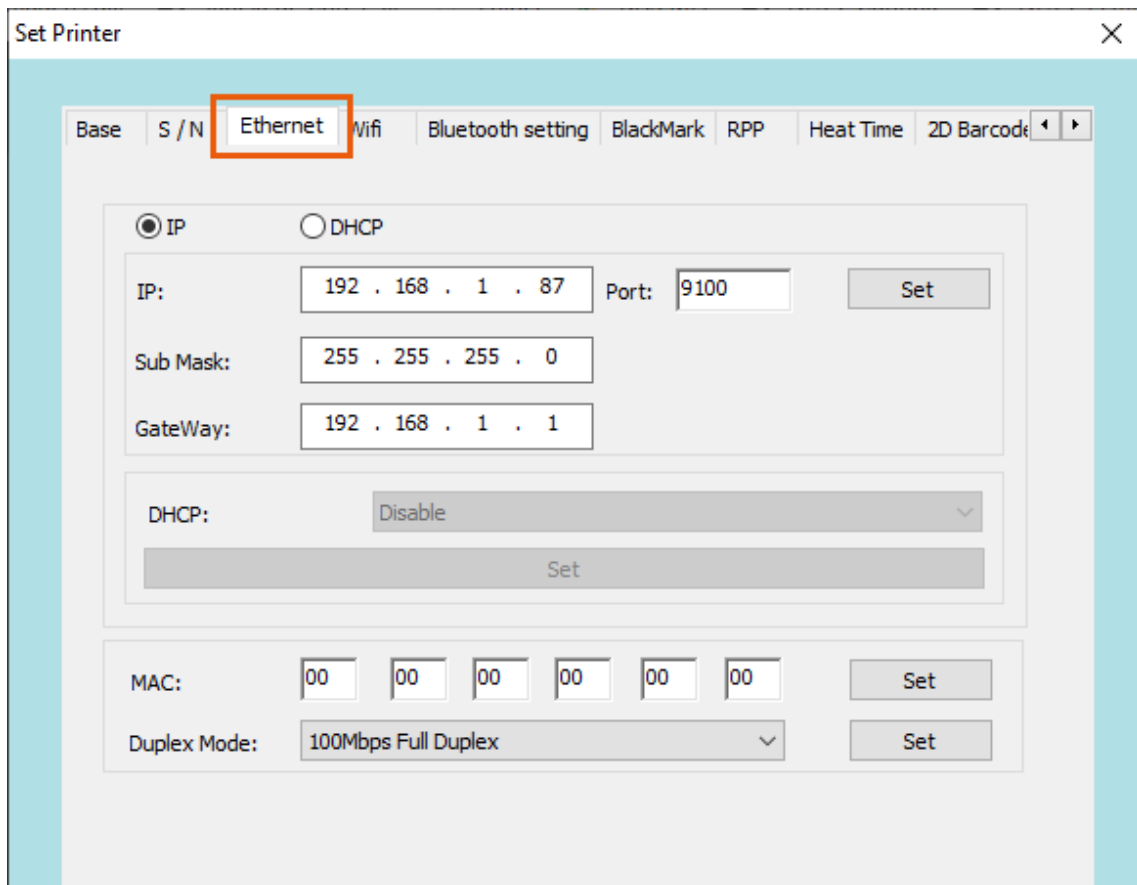 Set Printer
Base S / N Ethernet Wifi Bluetooth setting BlackMark RPP Heat Time 2D Barcode
IP DHCP
IP: 192 . 168 . 1 . 87 Port: 9100 Set
Sub Mask: 255 . 255 . 255 . 0
GateWay: 192 . 168 . 1 . 1
DHCP: Disable
Set
MAC: 00 00 00 00 00 00 Set
Duplex Mode: 100Mbps Full Duplex Set